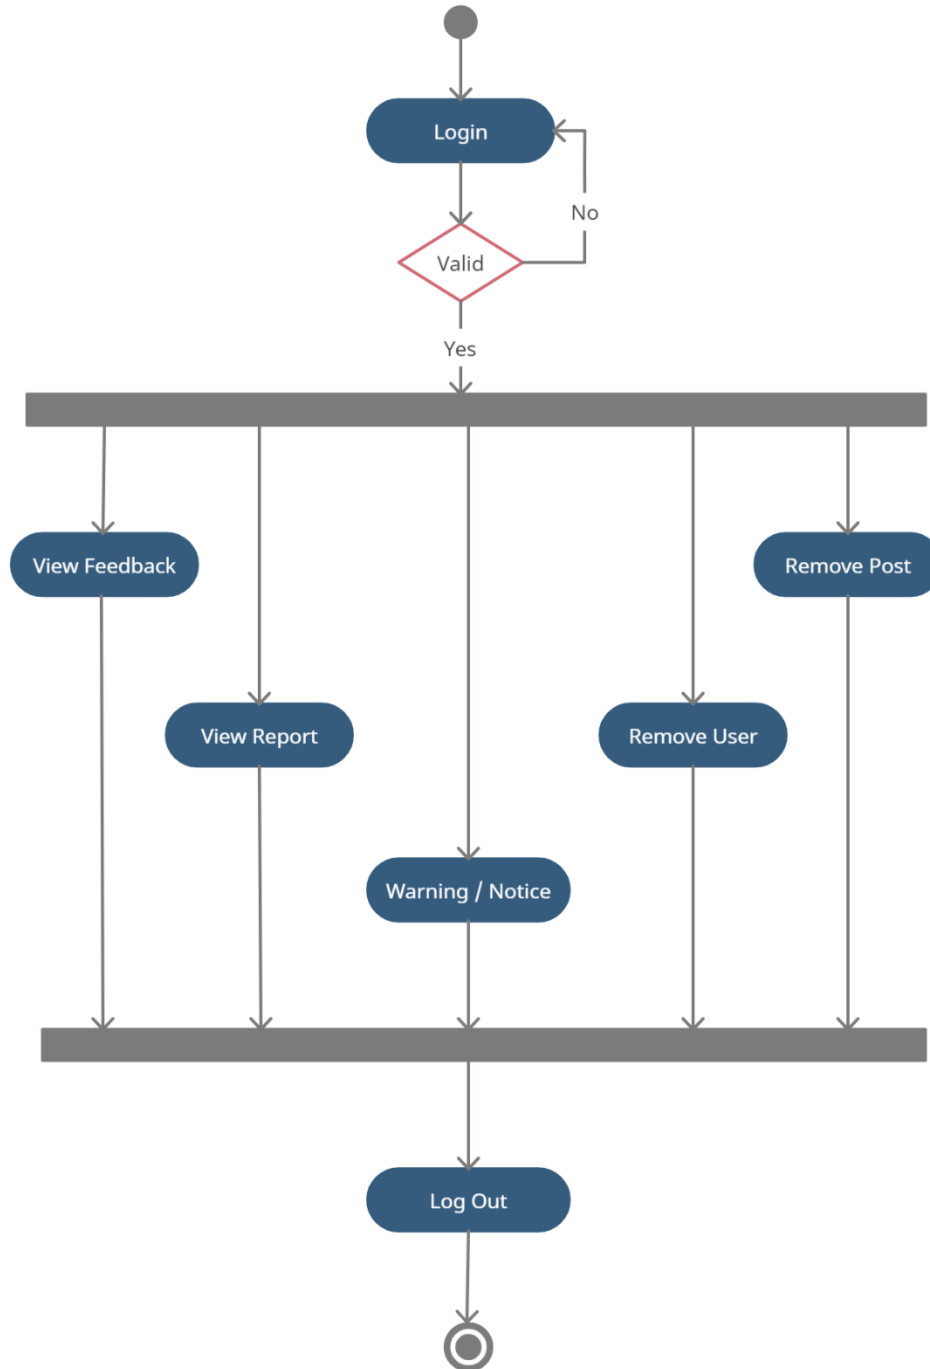 Login
No
Valid
Yes
View Feedback
Remove Post
View Report
Remove User
Warning / Notice
Log Out